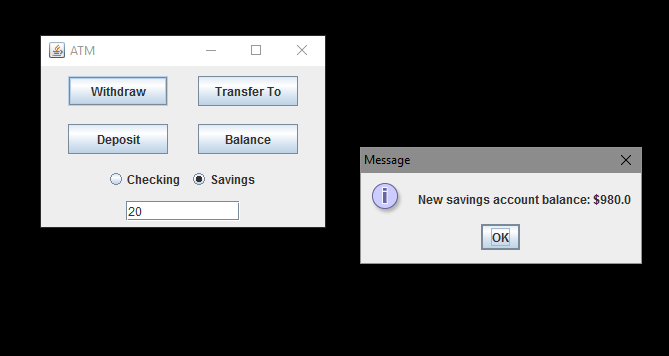 ATM
Withdraw
Transfer To
Deposit
Balance
Checking
Savings
20
Message
New savings account balance: $980.0
OK